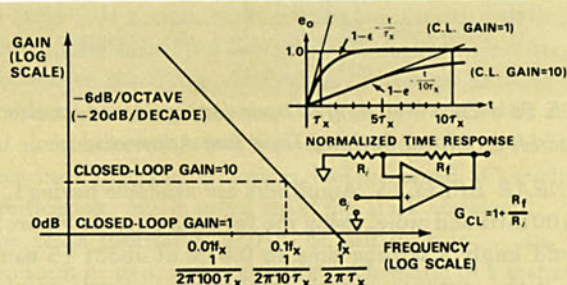 GAIN
(LOG
SCALE)
-6dB/OCTAVE
(-20dB/DECADE)
CLOSED-LOOP GAIN=10
0dB
CLOSED-LOOP GAIN=1
0.01fx
0.1fx
fx
FREQUENCY
(LOG SCALE)
1/2π100τx
1/2π10τx
1/2πτx
eo
1.0
1-ϵ^-t/τx
(C.L. GAIN=1)
(C.L. GAIN=10)
1-ϵ^-t/10τx
τx
5τx
10τx
t
NORMALIZED TIME RESPONSE
Ri
Rf
-
+
ei
GCL=1+Rf/Ri